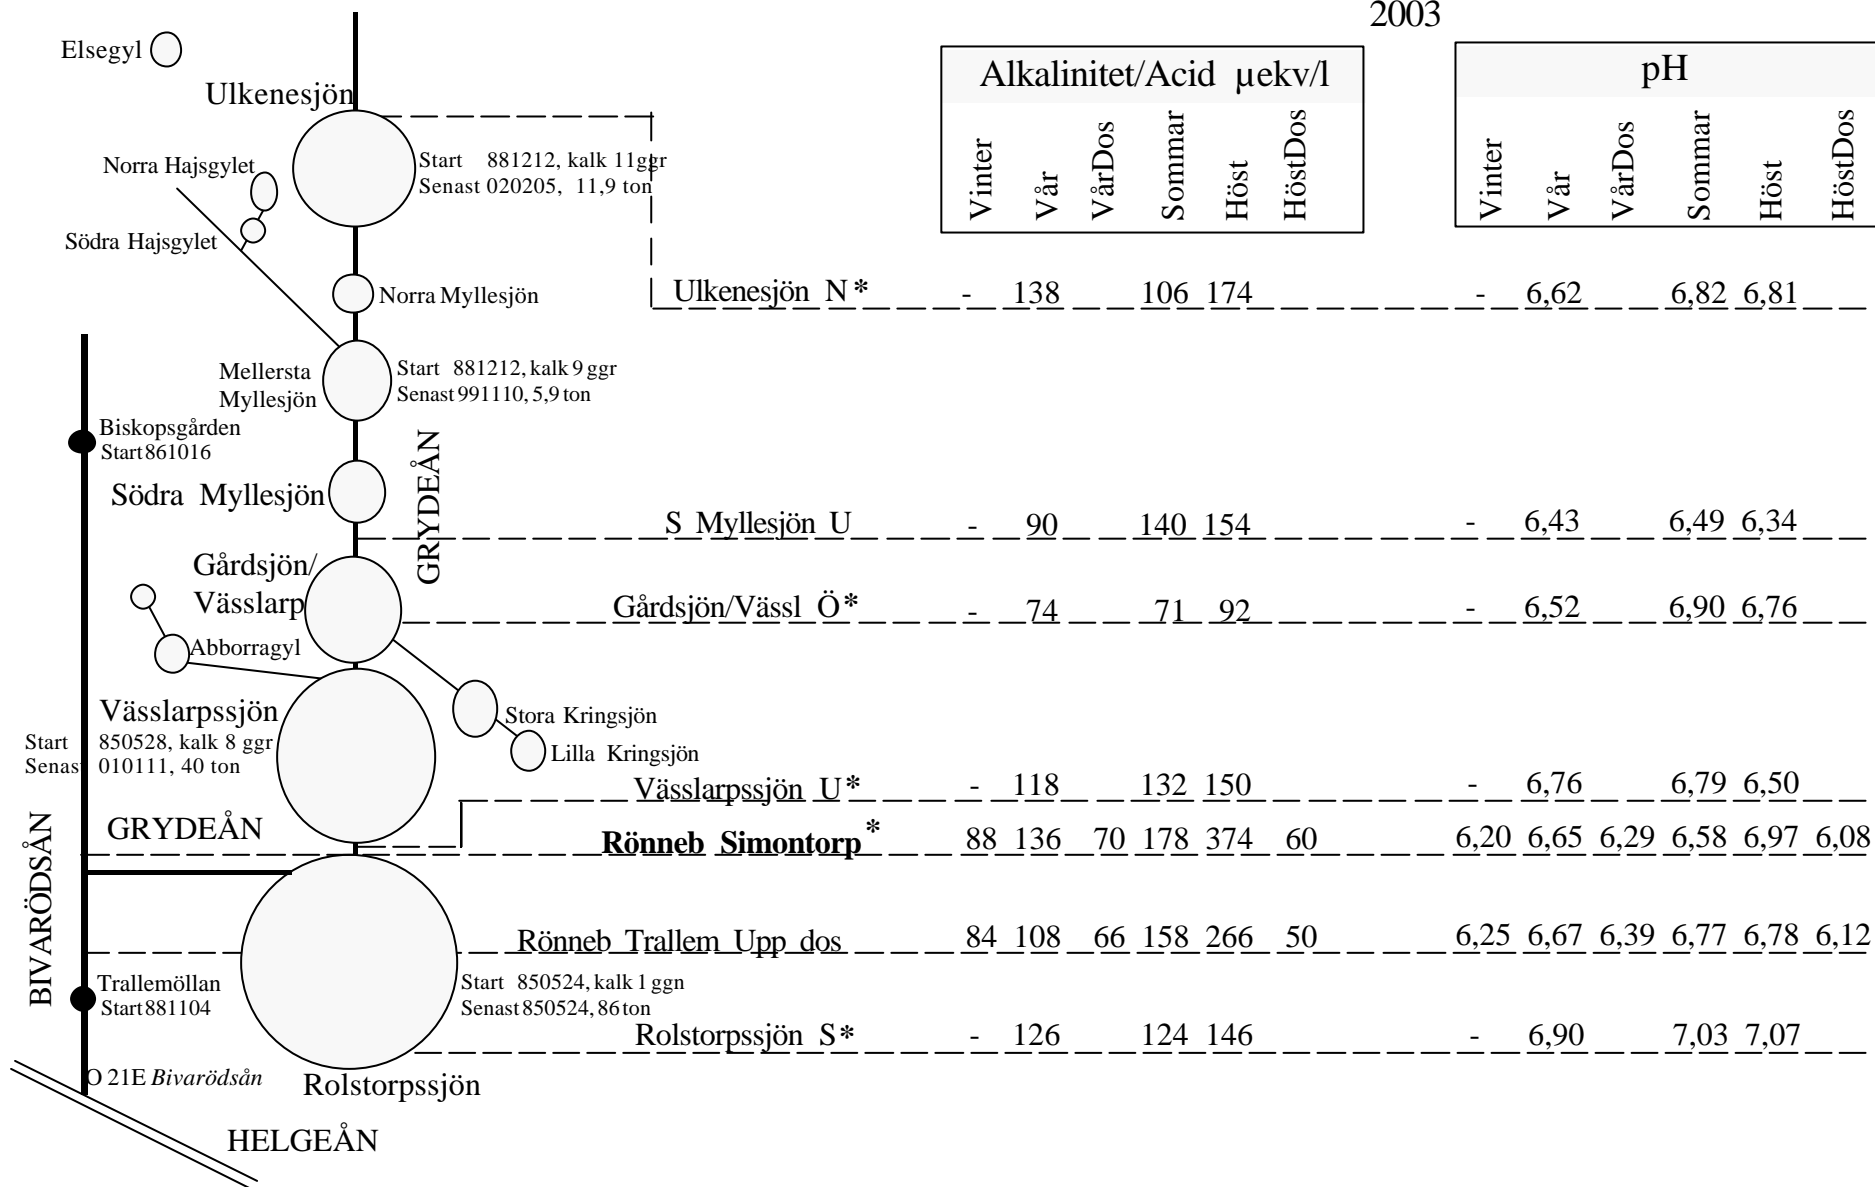 2003
Elsegyl
Ulkenesjön
Alkalinitet/Acid µekv/l
pH
Vinter
Vår
VårDos
Sommar
Höst
HöstDos
Vinter
Vår
VårDos
Sommar
Höst
HöstDos
Start 881212, kalk 11ggr
Senast 020205, 11,9 ton
Norra Hajsgylet
Södra Hajsgylet
Norra Myllesjön
Ulkenesjön N* - 138 106 174 - 6,62 6,82 6,81
Mellersta
Myllesjön
Start 881212, kalk 9 ggr
Senast 991110, 5,9 ton
Biskopsgården
Start 861016
GRYDEÅN
Södra Myllesjön
S Myllesjön U - 90 140 154 - 6,43 6,49 6,34
Gårdsjön/
Vässlarp
Gårdsjön/Vässl Ö* - 74 71 92 - 6,52 6,90 6,76
Abborragyl
Vässlarpssjön
Start 850528, kalk 8 ggr
Senast 010111, 40 ton
Stora Kringsjön
Lilla Kringsjön
Vässlarpssjön U* - 118 132 150 - 6,76 6,79 6,50
GRYDEÅN
Rönneb Simontorp* 88 136 70 178 374 60 6,20 6,65 6,29 6,58 6,97 6,08
BIVARÖDSÅN
Rönneb Trallem Upp dos 84 108 66 158 266 50 6,25 6,67 6,39 6,77 6,78 6,12
Trallemöllan
Start 881104
Start 850524, kalk 1 ggn
Senast 850524, 86 ton
Rolstorpssjön S* - 126 124 146 - 6,90 7,03 7,07
O 21E Bivarödsån
Rolstorpssjön
HELGEÅN